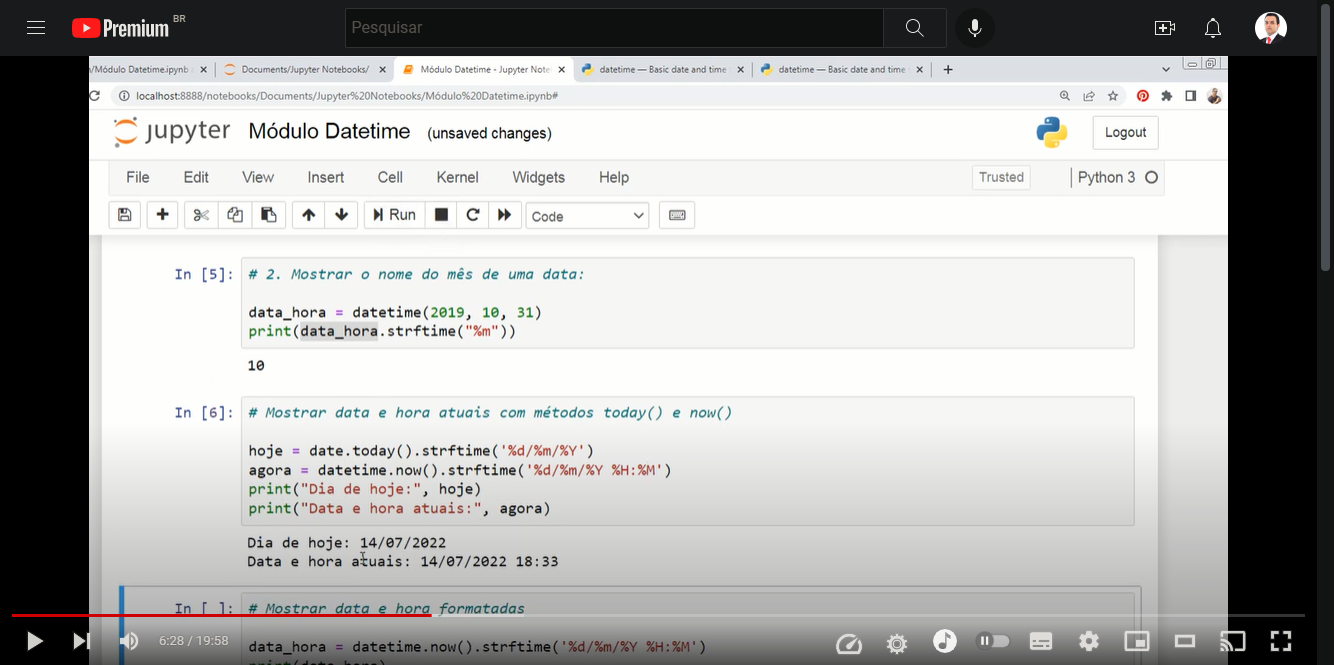 Premium BR
Pesquisar
/Módulo Datetime.ipynb
Documents/Jupyter Notebooks/
Módulo Datetime - Jupyter Note
datetime — Basic date and time
datetime — Basic date and time
localhost:8888/notebooks/Documents/Jupyter%20Notebooks/Módulo%20Datetime.ipynb#
jupyter Módulo Datetime (unsaved changes)
Logout
File Edit View Insert Cell Kernel Widgets Help
Trusted
Python 3
Run
Code
In [5]: # 2. Mostrar o nome do mês de uma data:
data_hora = datetime(2019, 10, 31)
print(data_hora.strftime("%m"))
10
In [6]: # Mostrar data e hora atuais com métodos today() e now()
hoje = date.today().strftime('%d/%m/%Y')
agora = datetime.now().strftime('%d/%m/%Y %H:%M')
print("Dia de hoje:", hoje)
print("Data e hora atuais:", agora)
Dia de hoje: 14/07/2022
Data e hora atuais: 14/07/2022 18:33
In [ ]: # Mostrar data e hora formatadas
data_hora = datetime.now().strftime('%d/%m/%Y %H:%M')
6:28 / 19:58